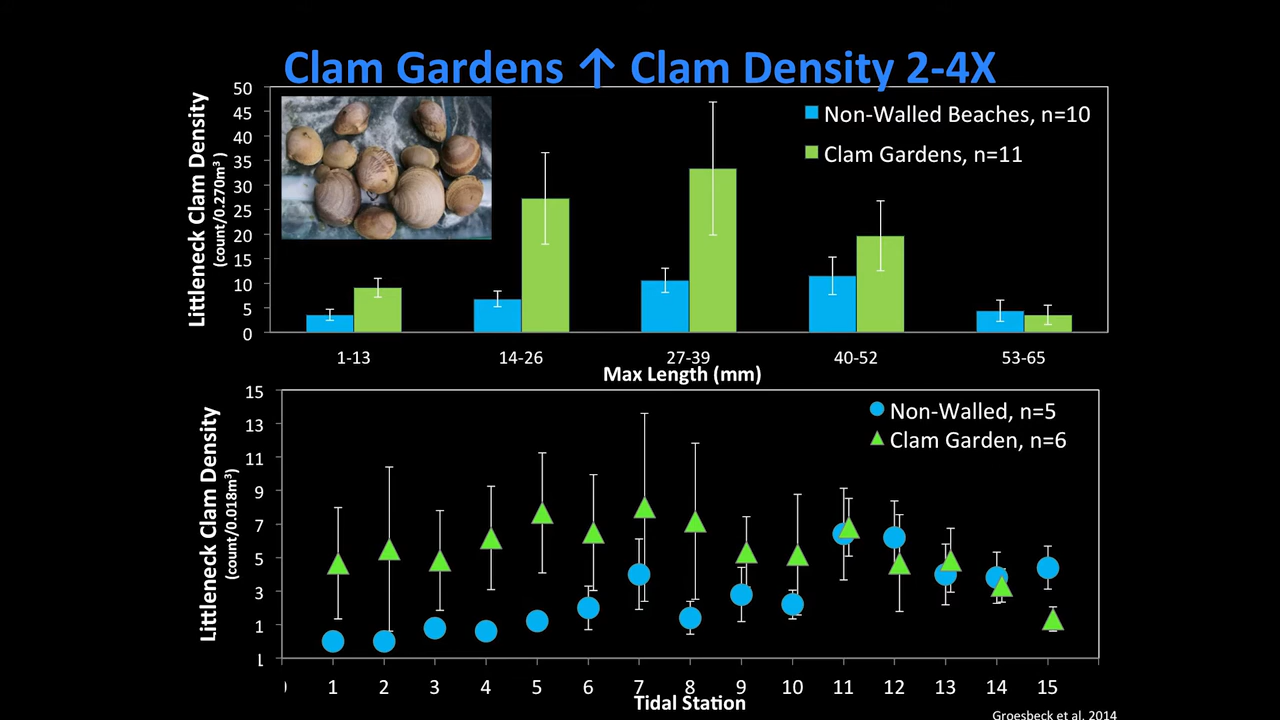 Clam Gardens ↑ Clam Density 2-4X
Littleneck Clam Density
(count/0.270m³ )
50
45
40
35
30
25
20
15
10
5
0
Non-Walled Beaches, n=10
Clam Gardens, n=11
1-13 14-26 27-39 40-52 53-65
Max Length (mm)
Littleneck Clam Density
(count/0.018m³)
15
13
11
9
7
5
3
1
Non-Walled, n=5
Clam Garden, n=6
1 2 3 4 5 6 7 8 9 10 11 12 13 14 15
Tidal Station
Groesbeck et al. 2014